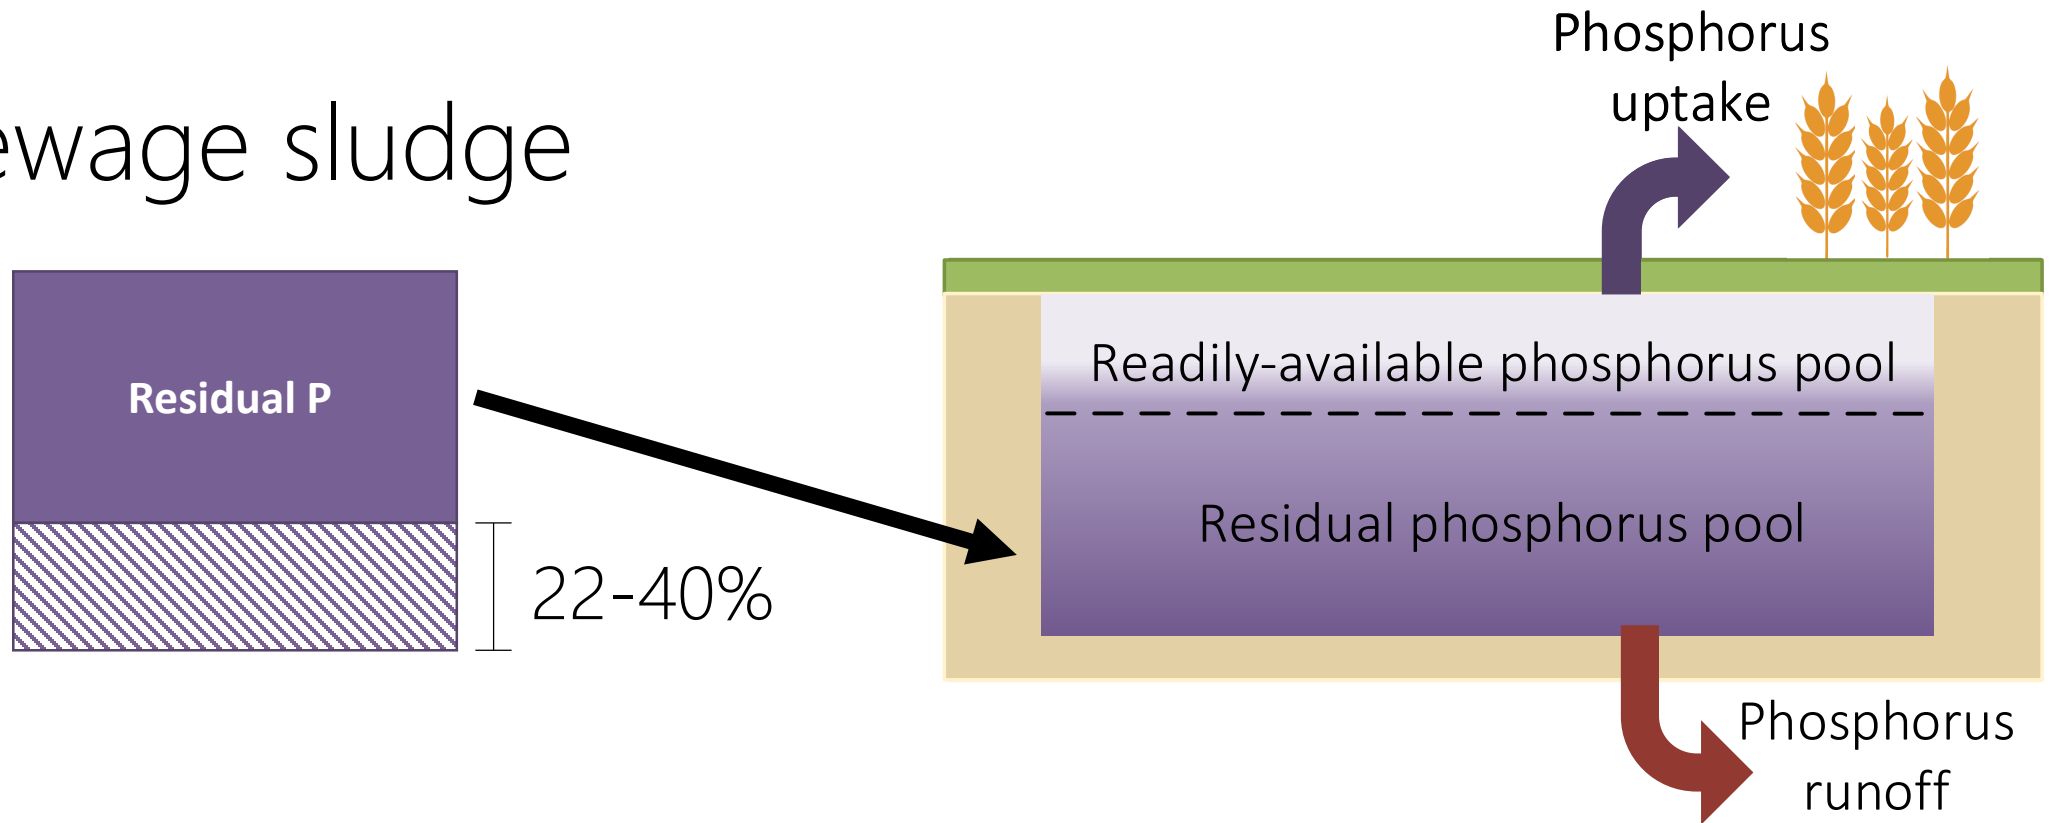 ewage sludge
Residual P
22-40%
Phosphorus
uptake
Readily-available phosphorus pool
Residual phosphorus pool
Phosphorus
runoff